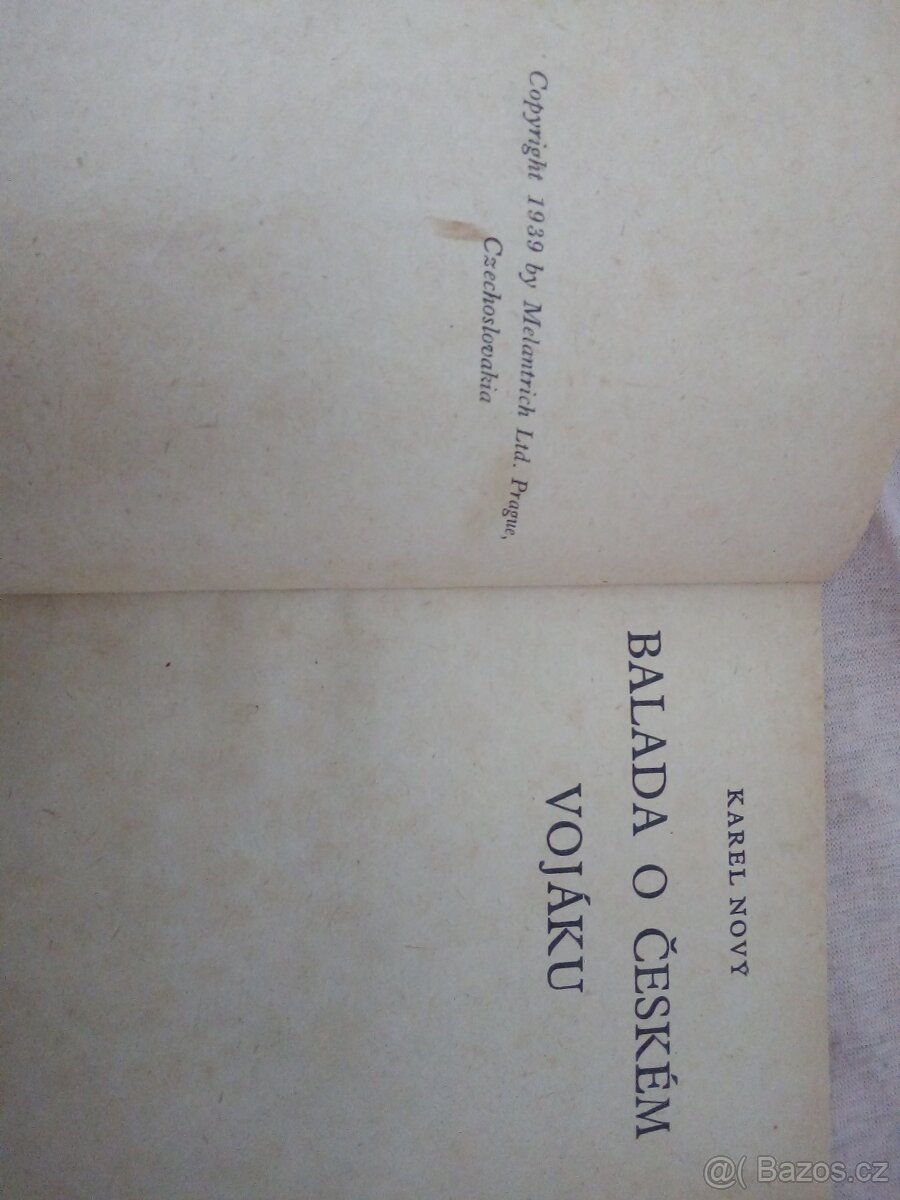 Copyright 1939 by Melantrich Ltd. Prague,
Czechoslovakia
KAREL NOVÝ
BALADA O ČESKÉM
VOJÁKU
@( Bazos.cz